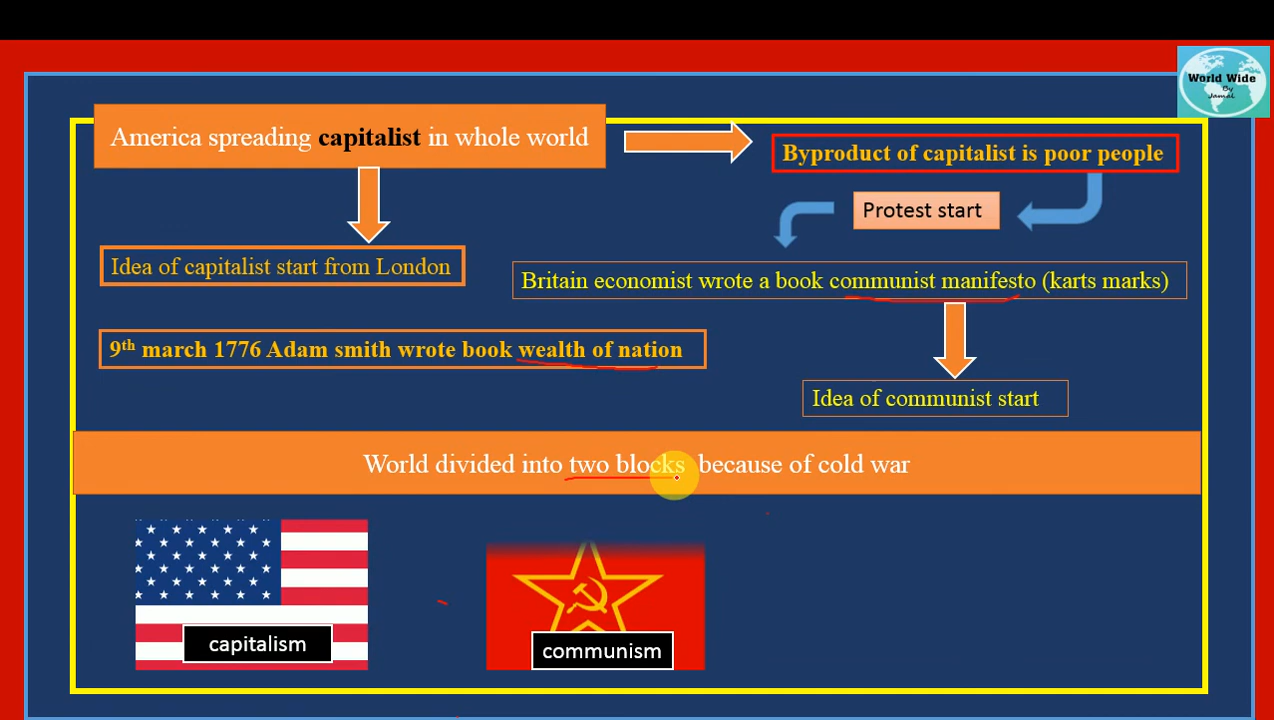 World Wide
By
Jamal
America spreading capitalist in whole world
Byproduct of capitalist is poor people
Protest start
Idea of capitalist start from London
Britain economist wrote a book communist manifesto (karts marks)
9th march 1776 Adam smith wrote book wealth of nation
Idea of communist start
World divided into two blocks because of cold war
capitalism
communism